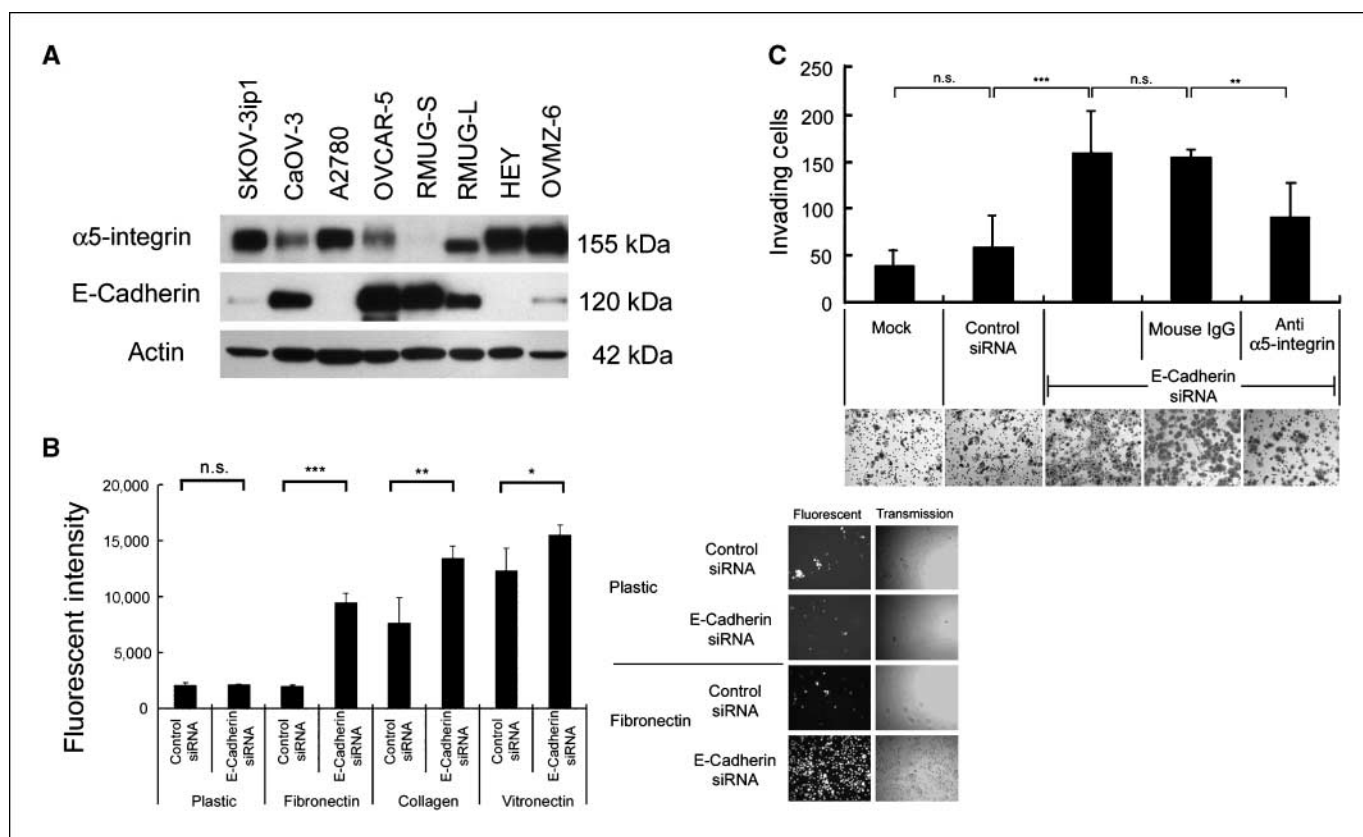 A
SKOV-3ip1 CaOV-3 A2780 OVCAR-5 RMUG-S RMUG-L HEY OVMZ-6
α5-integrin 155 kDa
E-Cadherin 120 kDa
Actin 42 kDa
B
Fluorescent intensity
20,000
15,000
10,000
5,000
0
n.s. *** ** *
Control siRNA E-Cadherin siRNA Control siRNA E-Cadherin siRNA Control siRNA E-Cadherin siRNA Control siRNA E-Cadherin siRNA
Plastic Fibronectin Collagen Vitronectin
Fluorescent Transmission
Plastic
Control
siRNA
E-Cadherin
siRNA
Fibronectin
Control
siRNA
E-Cadherin
siRNA
C
Invading cells
250
200
150
100
50
0
n.s. *** n.s. **
Mock
Control
siRNA
Mouse IgG
Anti
α5-integrin
E-Cadherin
siRNA